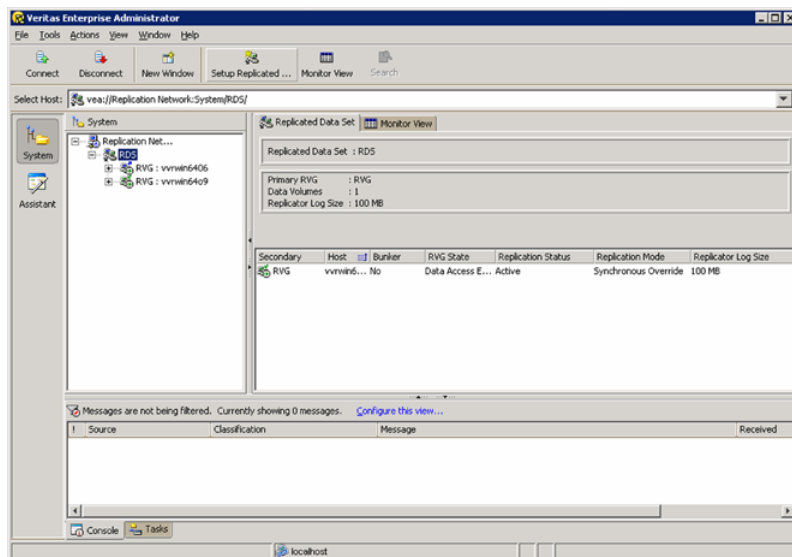 Veritas Enterprise Administrator
File Tools Actions View Window Help
Connect Disconnect New Window Setup Replicated ... Monitor View Search
Select Host: vea://Replication Network:System/RDS/
System
Assistant
System
Replication Net...
RDS
RVG : vvrwin6406
RVG : vvrwin64o9
Replicated Data Set Monitor View
Replicated Data Set : RDS
Primary RVG : RVG
Data Volumes : 1
Replicator Log Size : 100 MB
Secondary Host Bunker RVG State Replication Status Replication Mode Replicator Log Size
RVG vvrwin6... No Data Access E... Active Synchronous Override 100 MB
Messages are not being filtered. Currently showing 0 messages. Configure this view...
! Source Classification Message Received
Console Tasks
localhost